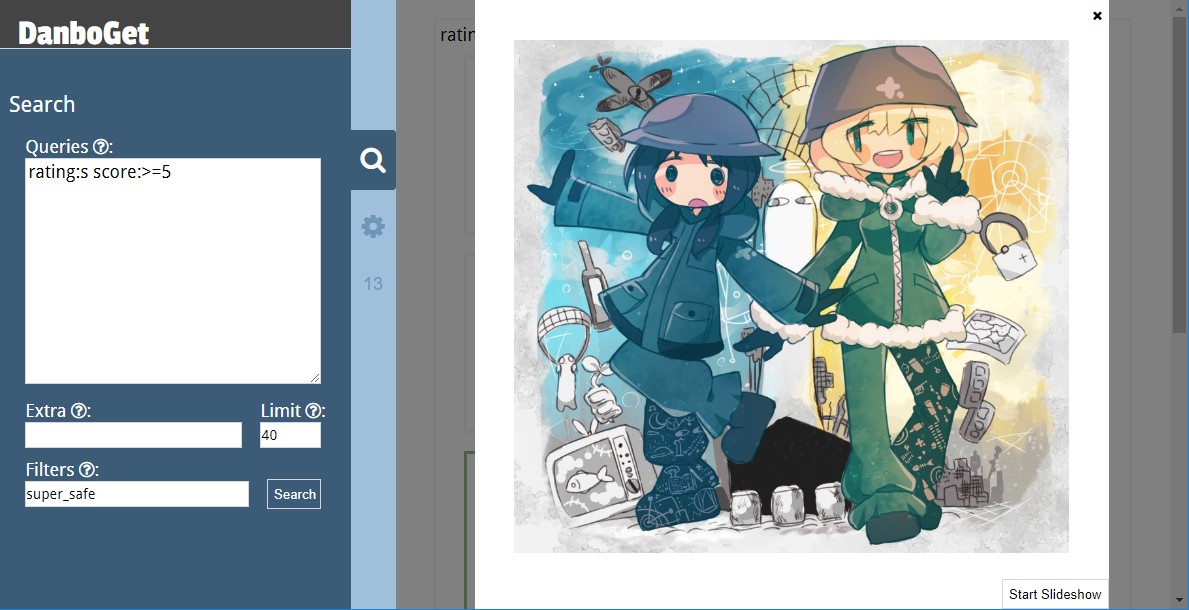 DanboGet
Search
Queries ?:
rating:s score:>=5
Extra ?:
Limit ?:
40
Filters ?:
super_safe
Search
13
ratin
Start Slideshow